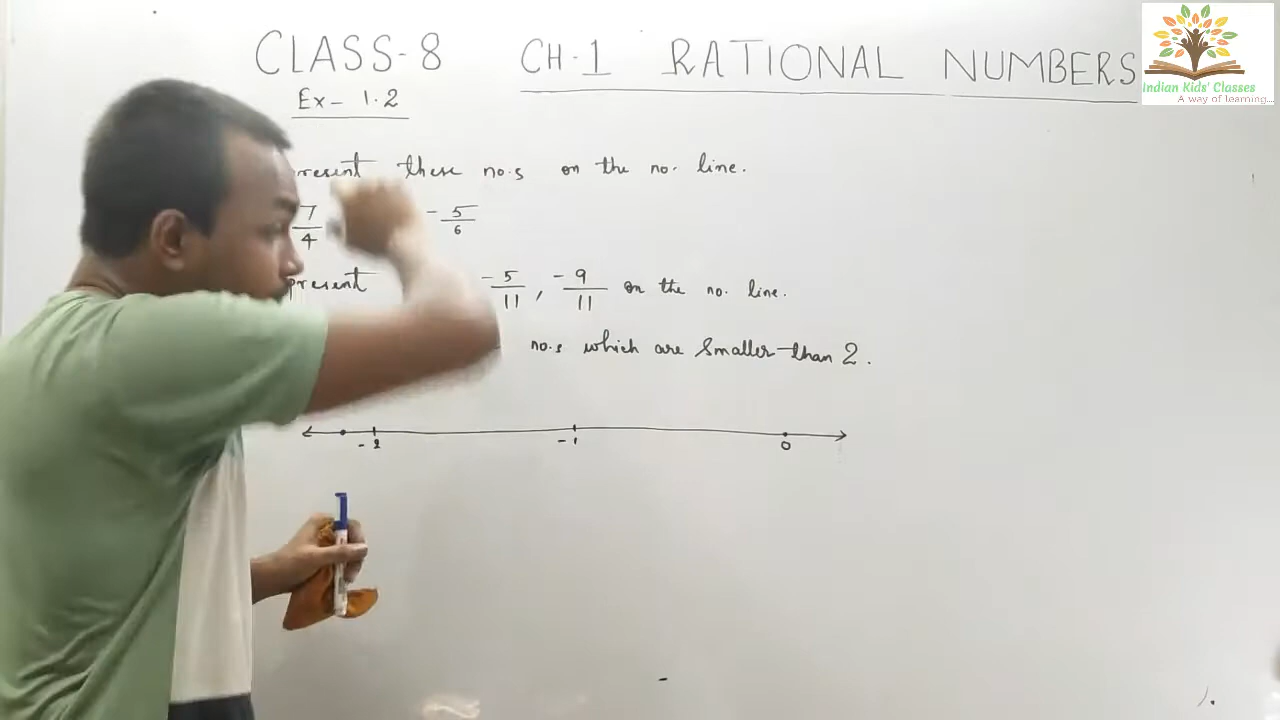 CLASS-8 CH.1 RATIONAL NUMBERS
Indian Kids' Classes
A way of learning...
Ex- 1.2
these no.s on the no. line.
7/4 -5/6
-5/11, -9/11 on the no. line.
no.s which are smaller than 2.
-2 -1 0